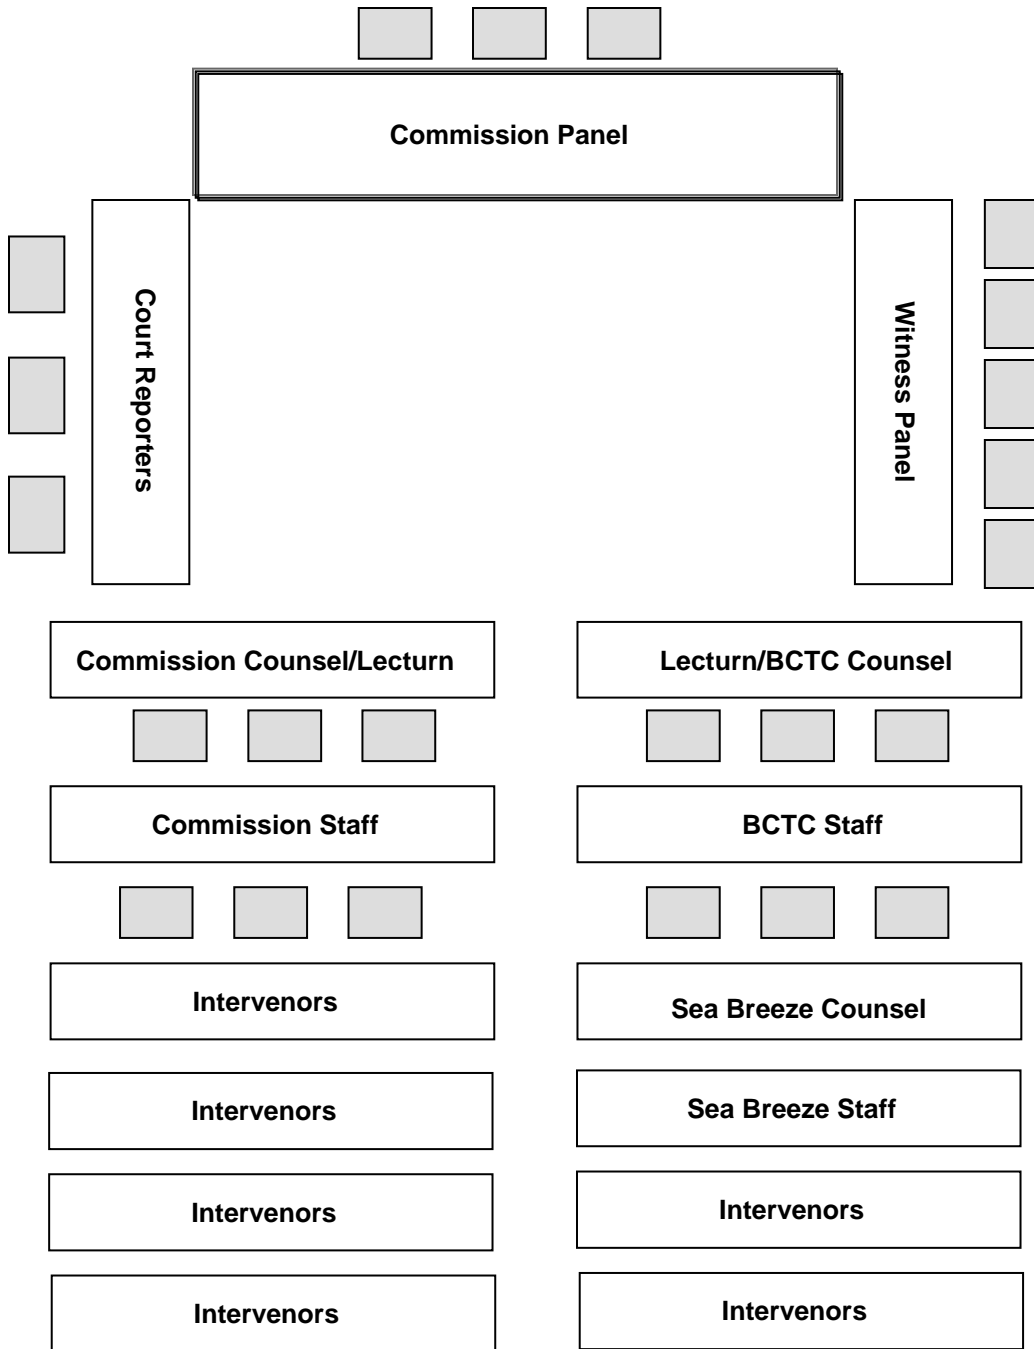 Commission Panel
Court Reporters
Witness Panel
Commission Counsel/Lecturn
Lecturn/BCTC Counsel
Commission Staff
BCTC Staff
Intervenors
Sea Breeze Counsel
Intervenors
Sea Breeze Staff
Intervenors
Intervenors
Intervenors
Intervenors